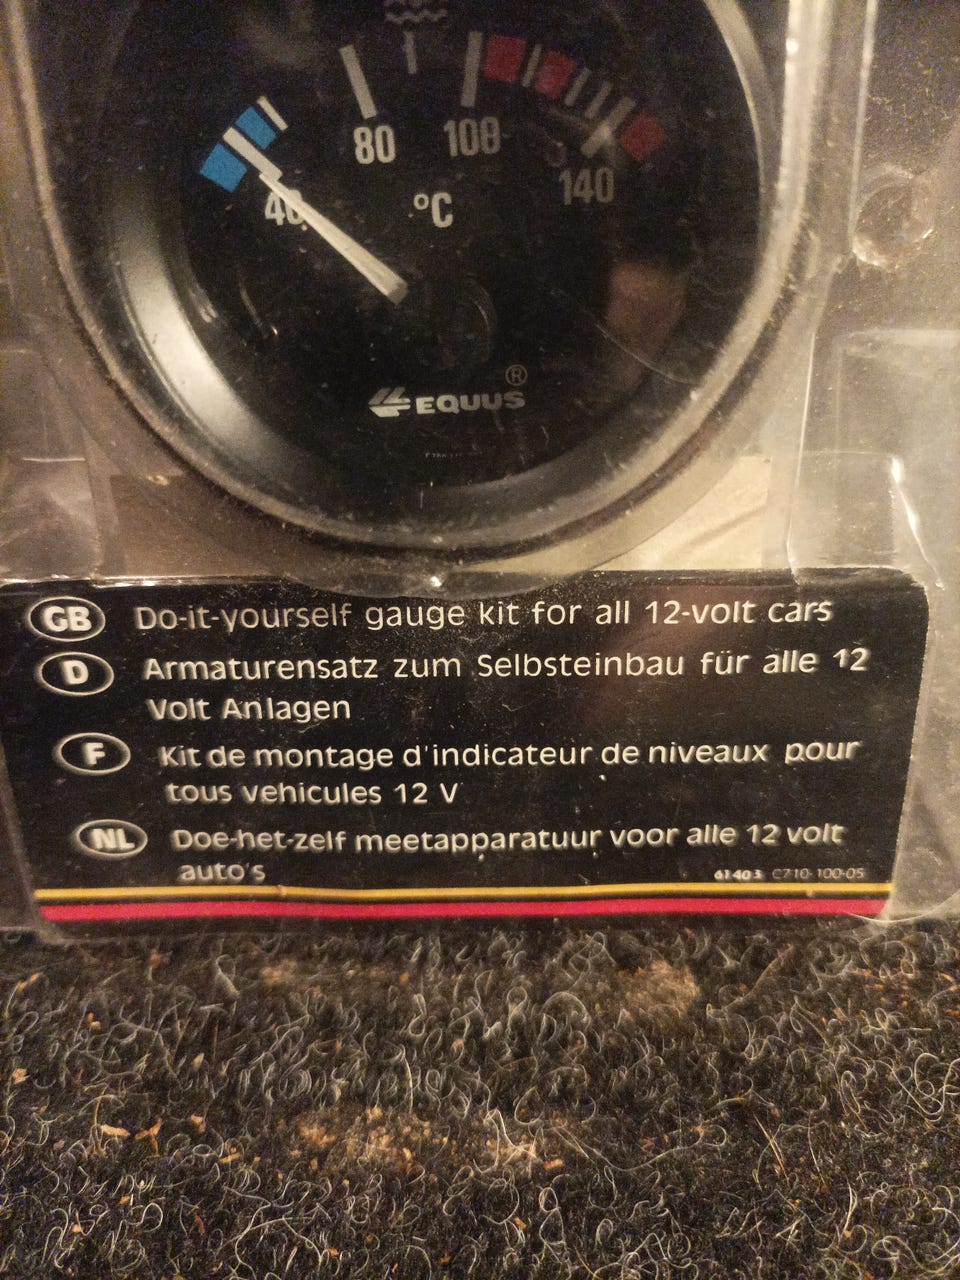 80
100
40
140
°C
®
EQUUS
GB Do-it-yourself gauge kit for all 12-volt cars
D Armaturensatz zum Selbsteinbau für alle 12
Volt Anlagen
F Kit de montage d'indicateur de niveaux pour
tous vehicules 12 V
NL Doe-het-zelf meetapparatuur voor alle 12 volt
auto's
61403 C710-100-05